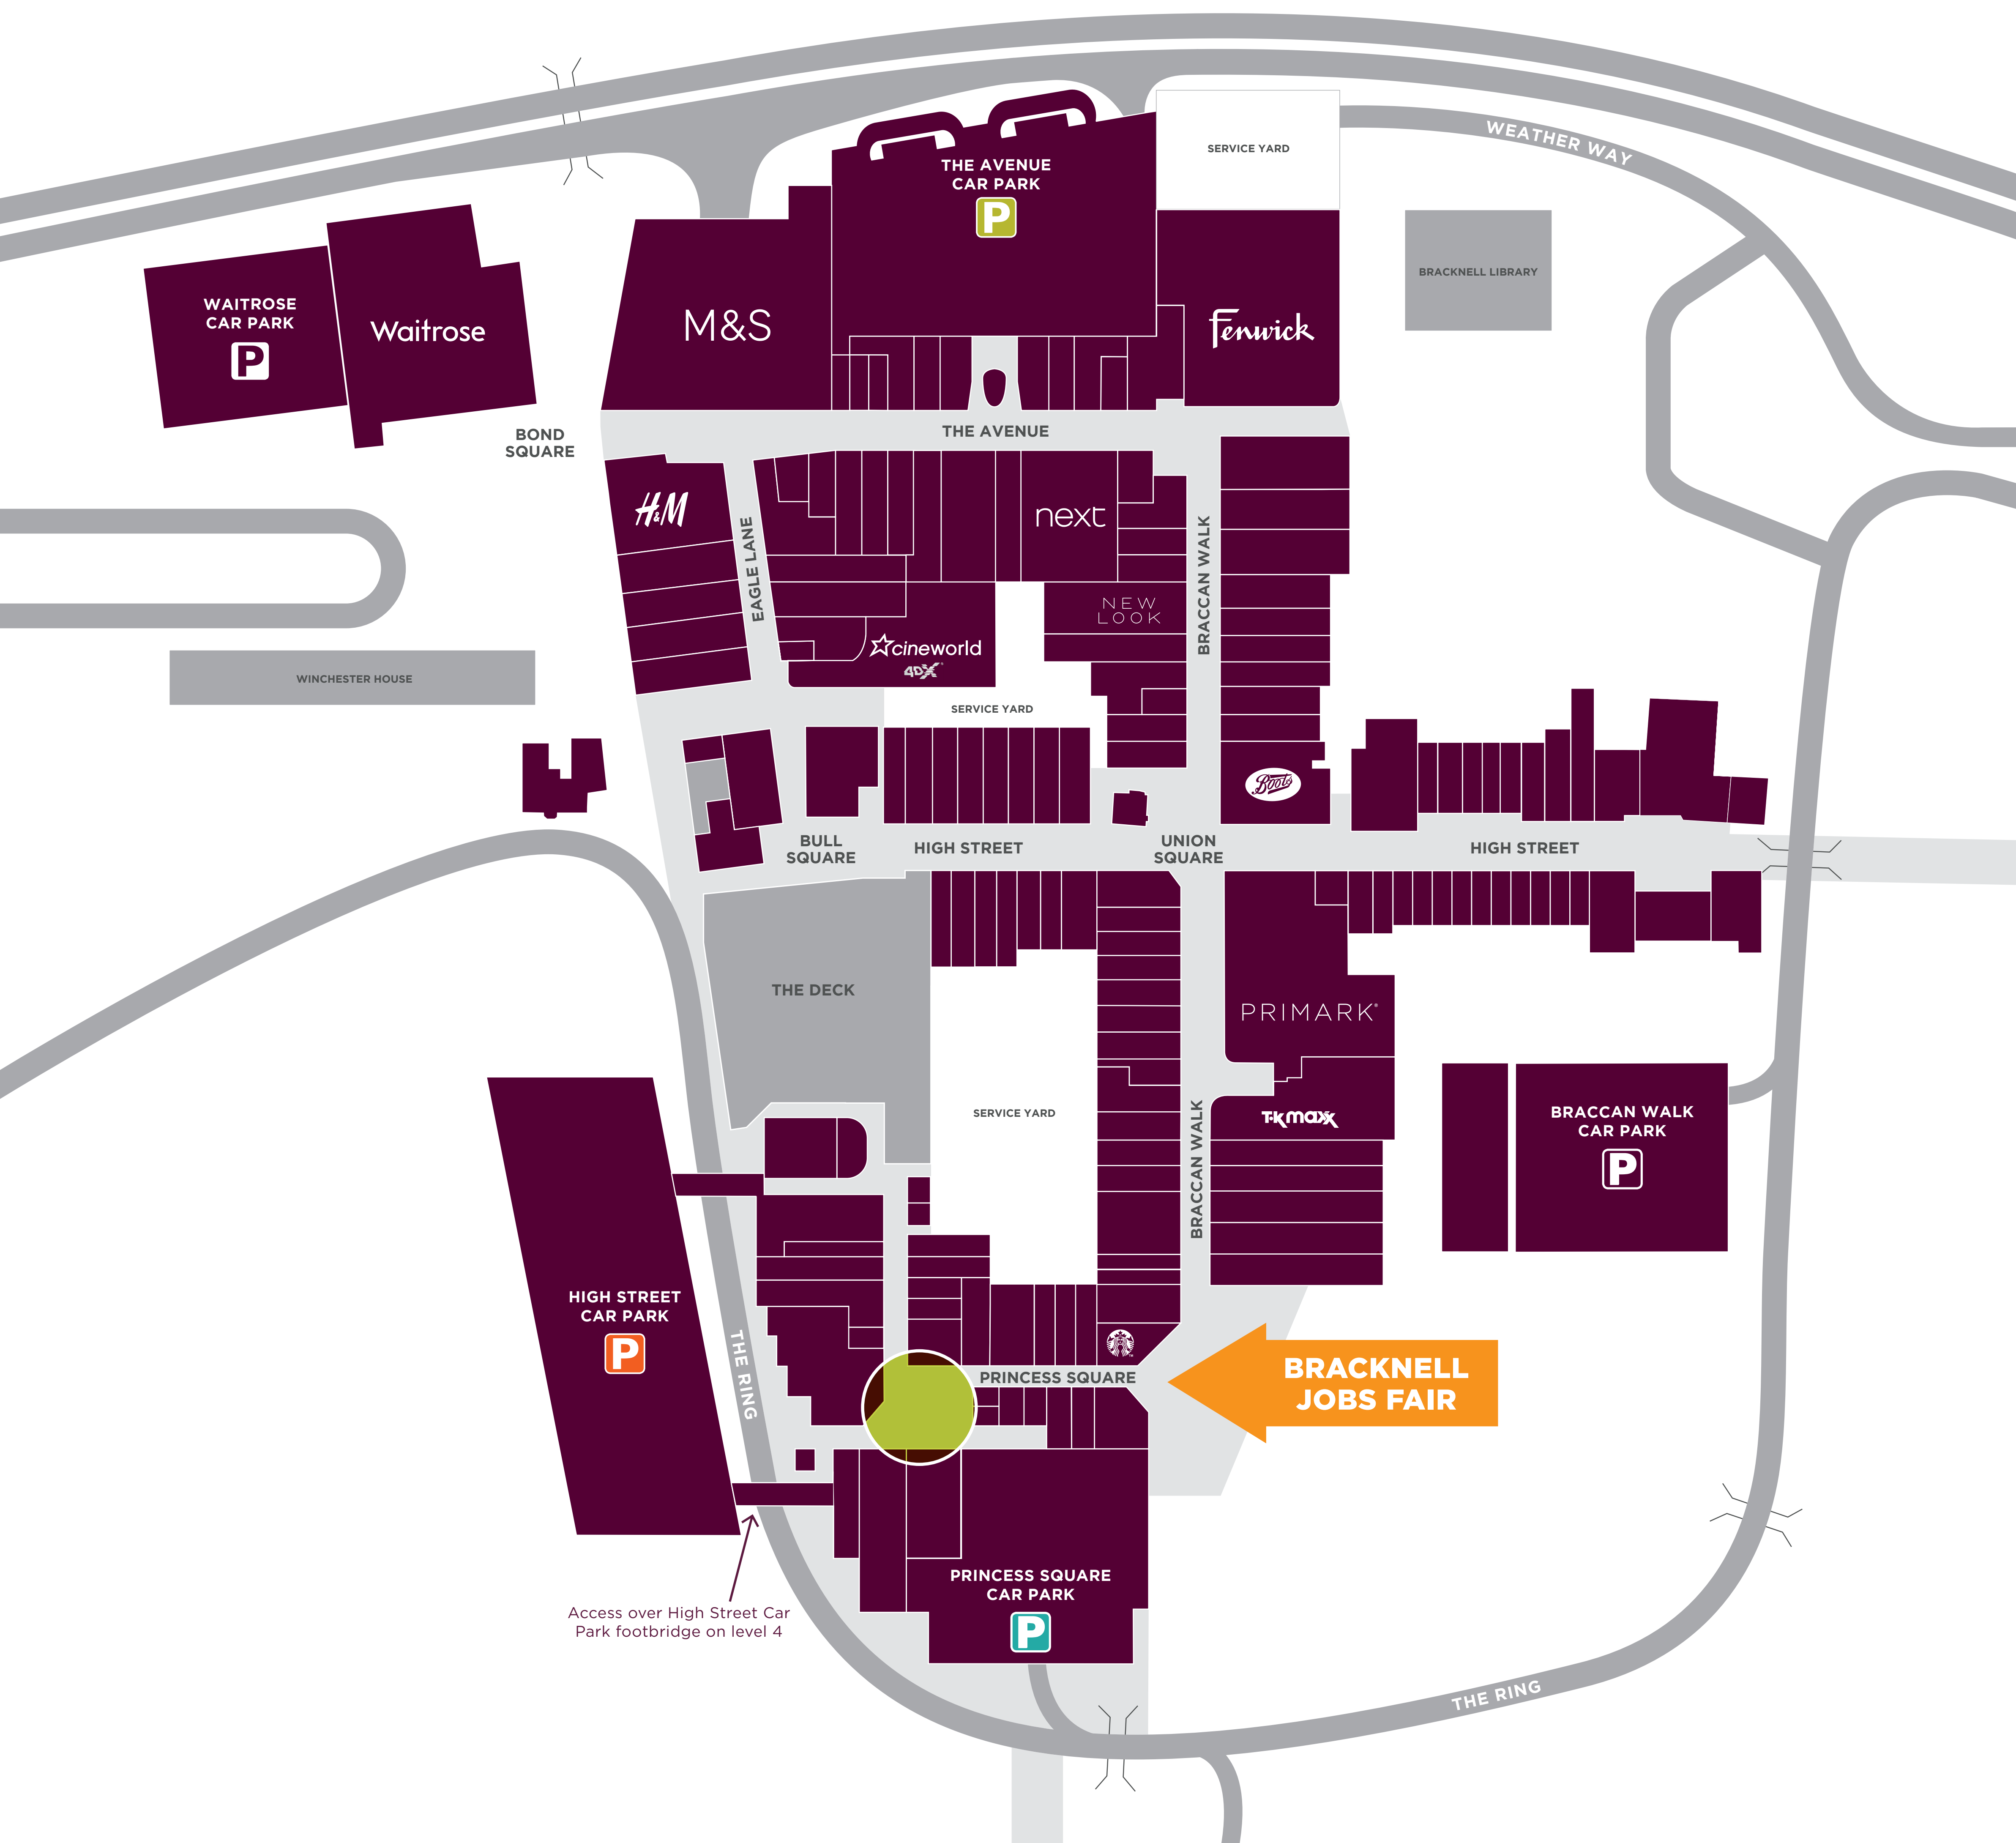 WEATHER WAY
SERVICE YARD
THE AVENUE
CAR PARK
P
BRACKNELL LIBRARY
WAITROSE
CAR PARK
P
Waitrose
M&S
Fenwick
BOND
SQUARE
THE AVENUE
H&M
EAGLE LANE
next
BRACCAN WALK
NEW
LOOK
cineworld
4DX
WINCHESTER HOUSE
SERVICE YARD
Boots
BULL
SQUARE
HIGH STREET
UNION
SQUARE
HIGH STREET
THE DECK
PRIMARK®
SERVICE YARD
BRACCAN WALK
TK maxx
BRACCAN WALK
CAR PARK
P
HIGH STREET
CAR PARK
P
THE RING
PRINCESS SQUARE
BRACKNELL
JOBS FAIR
PRINCESS SQUARE
CAR PARK
P
Access over High Street Car
Park footbridge on level 4
THE RING